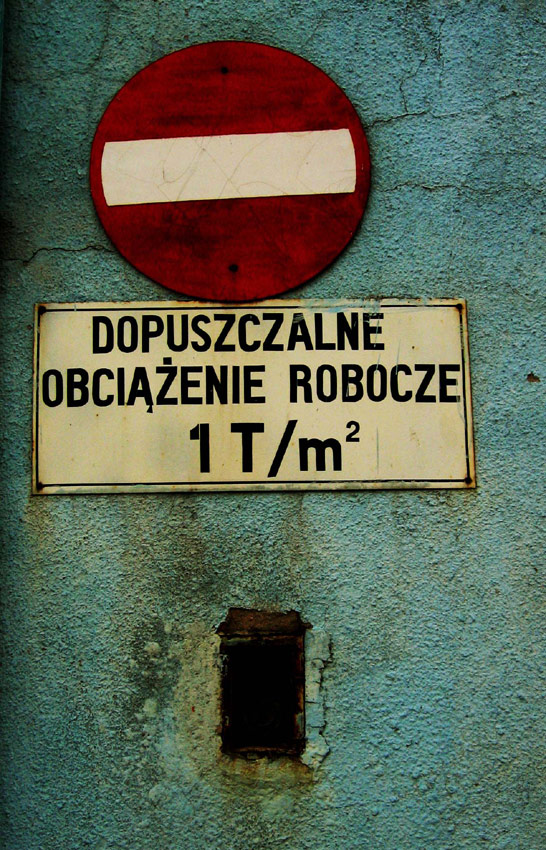 DOPUSZCZALNE
OBCIĄŻENIE ROBOCZE
1 T/m²